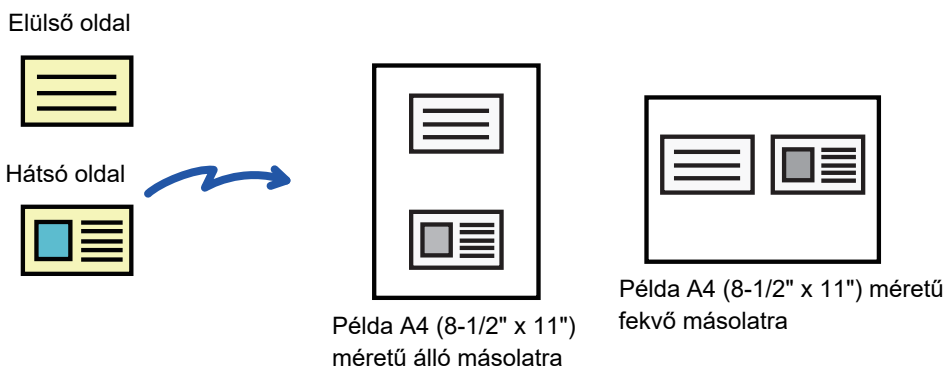 Elülső oldal
Hátsó oldal
Példa A4 (8-1/2" x 11")
méretű álló másolatra
Példa A4 (8-1/2" x 11") méretű
fekvő másolatra